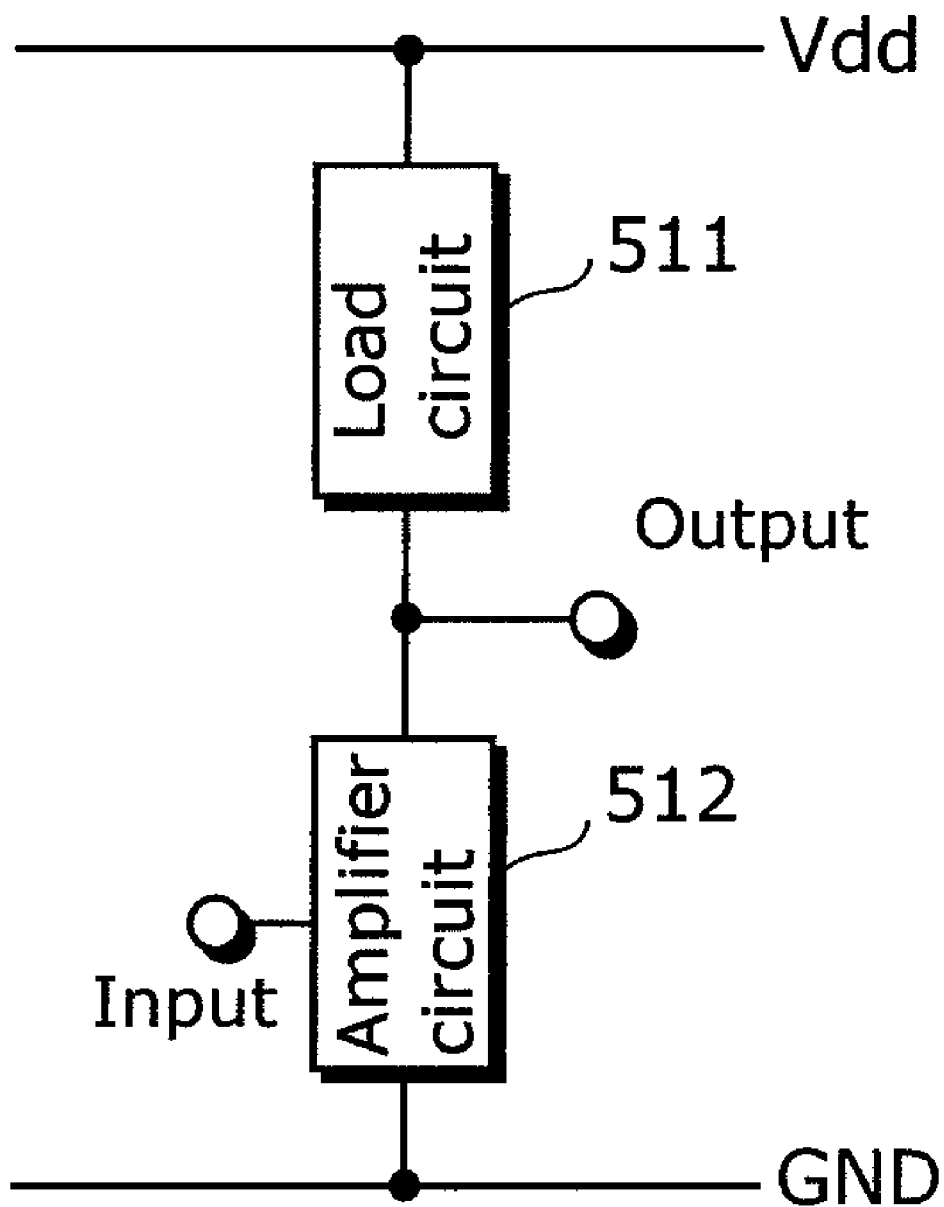 Vdd
Load
circuit
511
Output
Amplifier
circuit
512
Input
GND